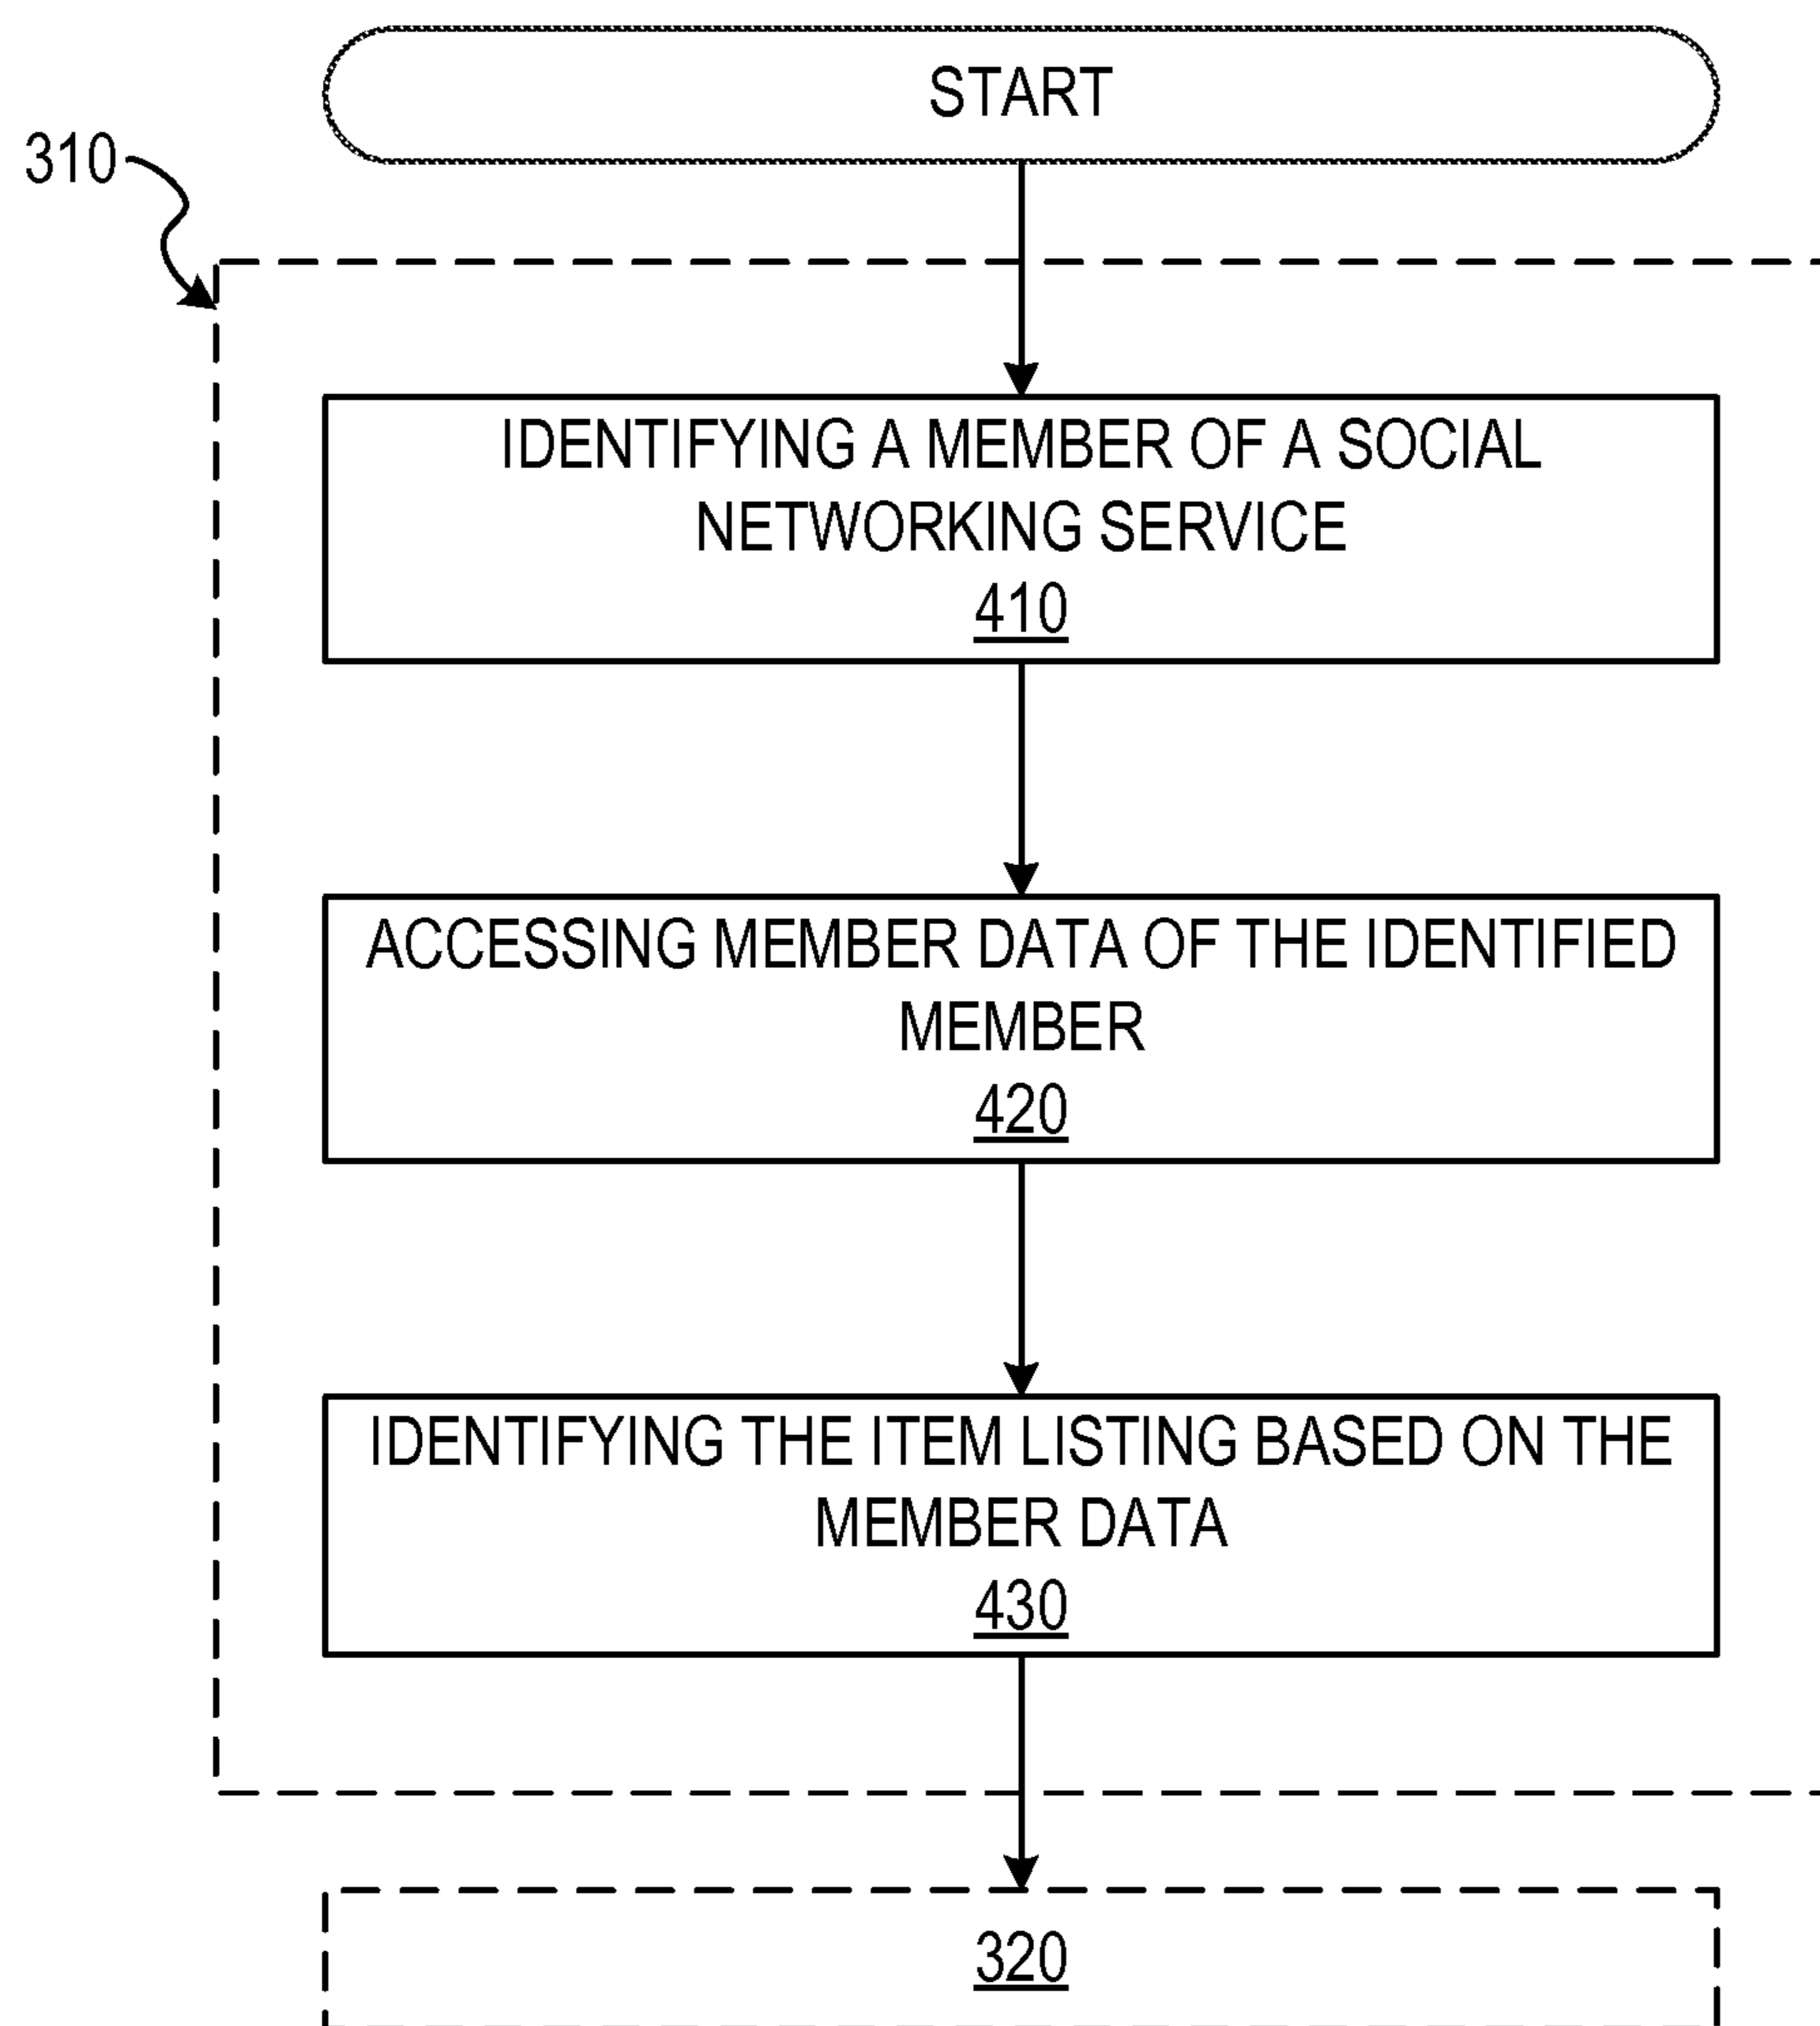 START
310
IDENTIFYING A MEMBER OF A SOCIAL
NETWORKING SERVICE
410
ACCESSING MEMBER DATA OF THE IDENTIFIED
MEMBER
420
IDENTIFYING THE ITEM LISTING BASED ON THE
MEMBER DATA
430
320